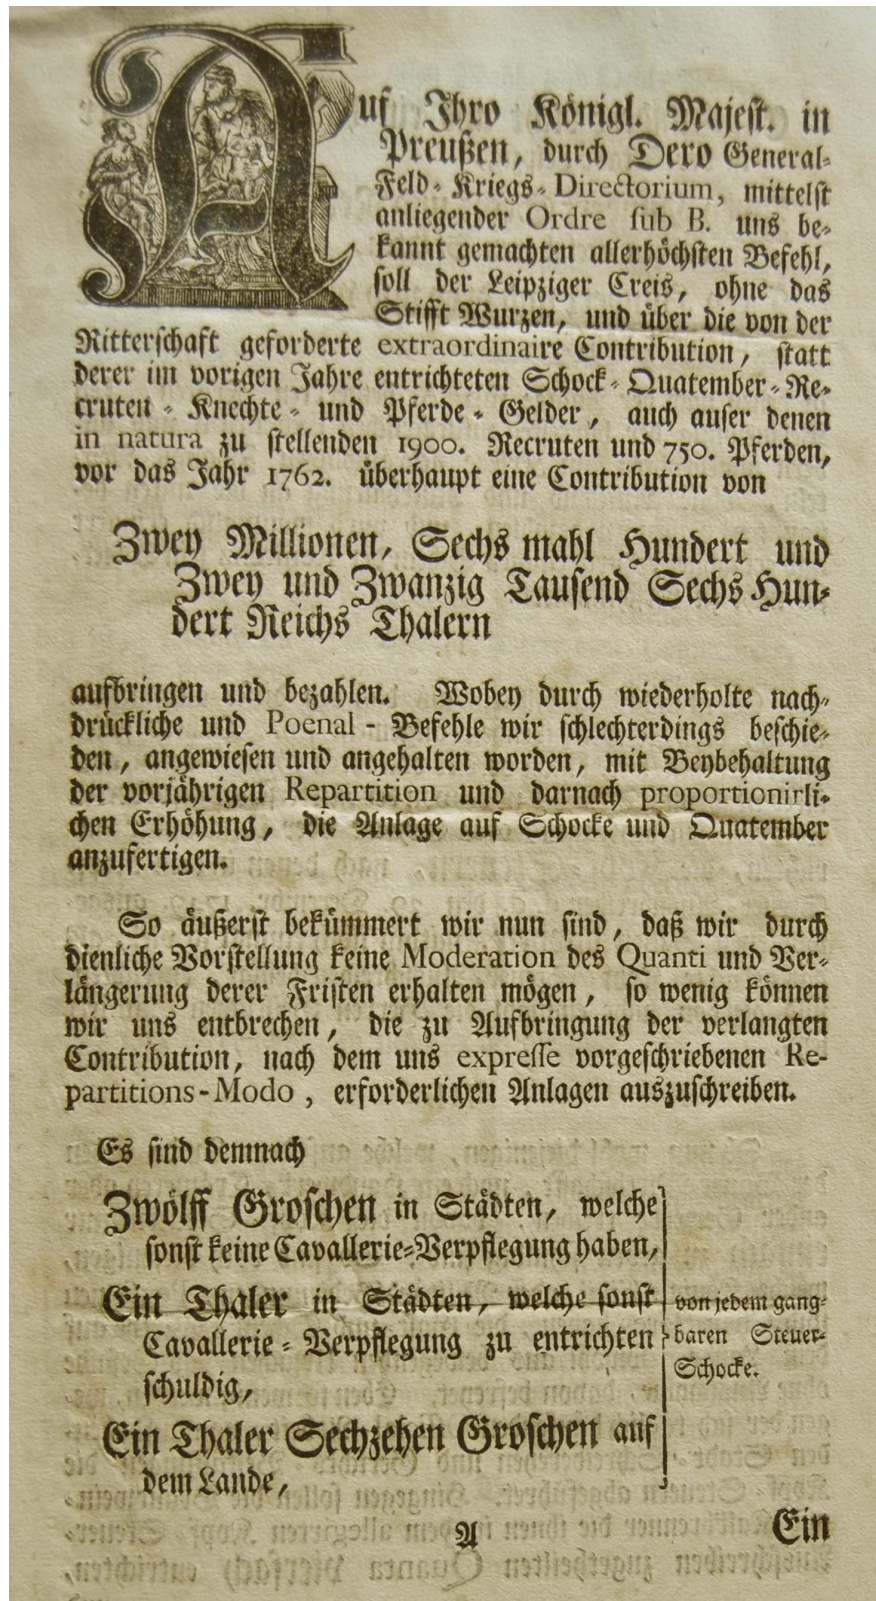 Auf Ihro Königl. Majest. in
Preußen, durch Dero General-
Feld-Kriegs-Directorium, mittelst
anliegender Ordre sub B. uns be-
kannt gemachten allerhöchsten Befehl,
soll der Leipziger Creis, ohne das
Stifft Wurzen, und über die von der
Ritterschaft geforderte extraordinaire Contribution, statt
derer im vorigen Jahre entrichteten Schock-Quatember-Re-
cruten-Knechte- und Pferde-Gelder, auch auser denen
in natura zu stellenden 1900. Recruten und 750. Pferden,
vor das Jahr 1762. überhaupt eine Contribution von
Zwey Millionen, Sechs mahl Hundert und
Zwey und Zwanzig Tausend Sechs Hun-
dert Reichs Thalern
aufbringen und bezahlen. Wobey durch wiederholte nach-
drückliche und Poenal-Befehle wir schlechterdings beschie-
den, angewiesen und angehalten worden, mit Beybehaltung
der vorjährigen Repartition und darnach proportionirli-
chen Erhöhung, die Anlage auf Schocke und Quatember
anzufertigen.
So äußerst bekümmert wir nun sind, daß wir durch
dienliche Vorstellung keine Moderation des Quanti und Ver-
längerung derer Fristen erhalten mögen, so wenig können
wir uns entbrechen, die zu Aufbringung der verlangten
Contribution, nach dem uns expresse vorgeschriebenen Re-
partitions-Modo, erforderlichen Anlagen auszuschreiben.
Es sind demnach
Zwölff Groschen in Städten, welche
sonst keine Cavallerie-Verpflegung haben,
Ein Thaler in Städten, welche sonst
Cavallerie-Verpflegung zu entrichten
schuldig,
Ein Thaler Sechzehen Groschen auf
dem Lande,
von jedem gang-
baren Steuer-
Schocke.
A
Ein